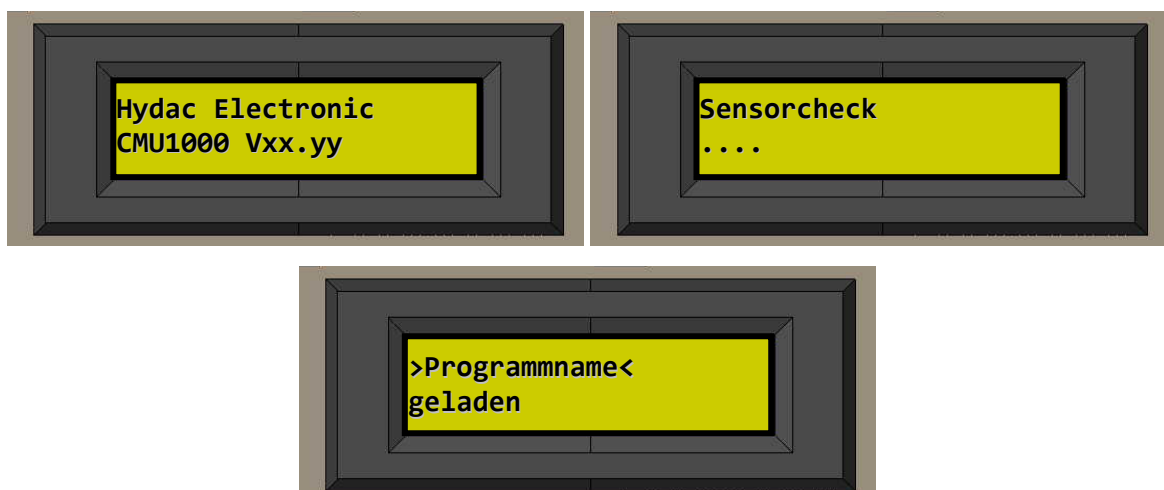 Hydac Electronic
CMU1000 Vxx.yy
Sensorcheck
....
>Programmname<
geladen